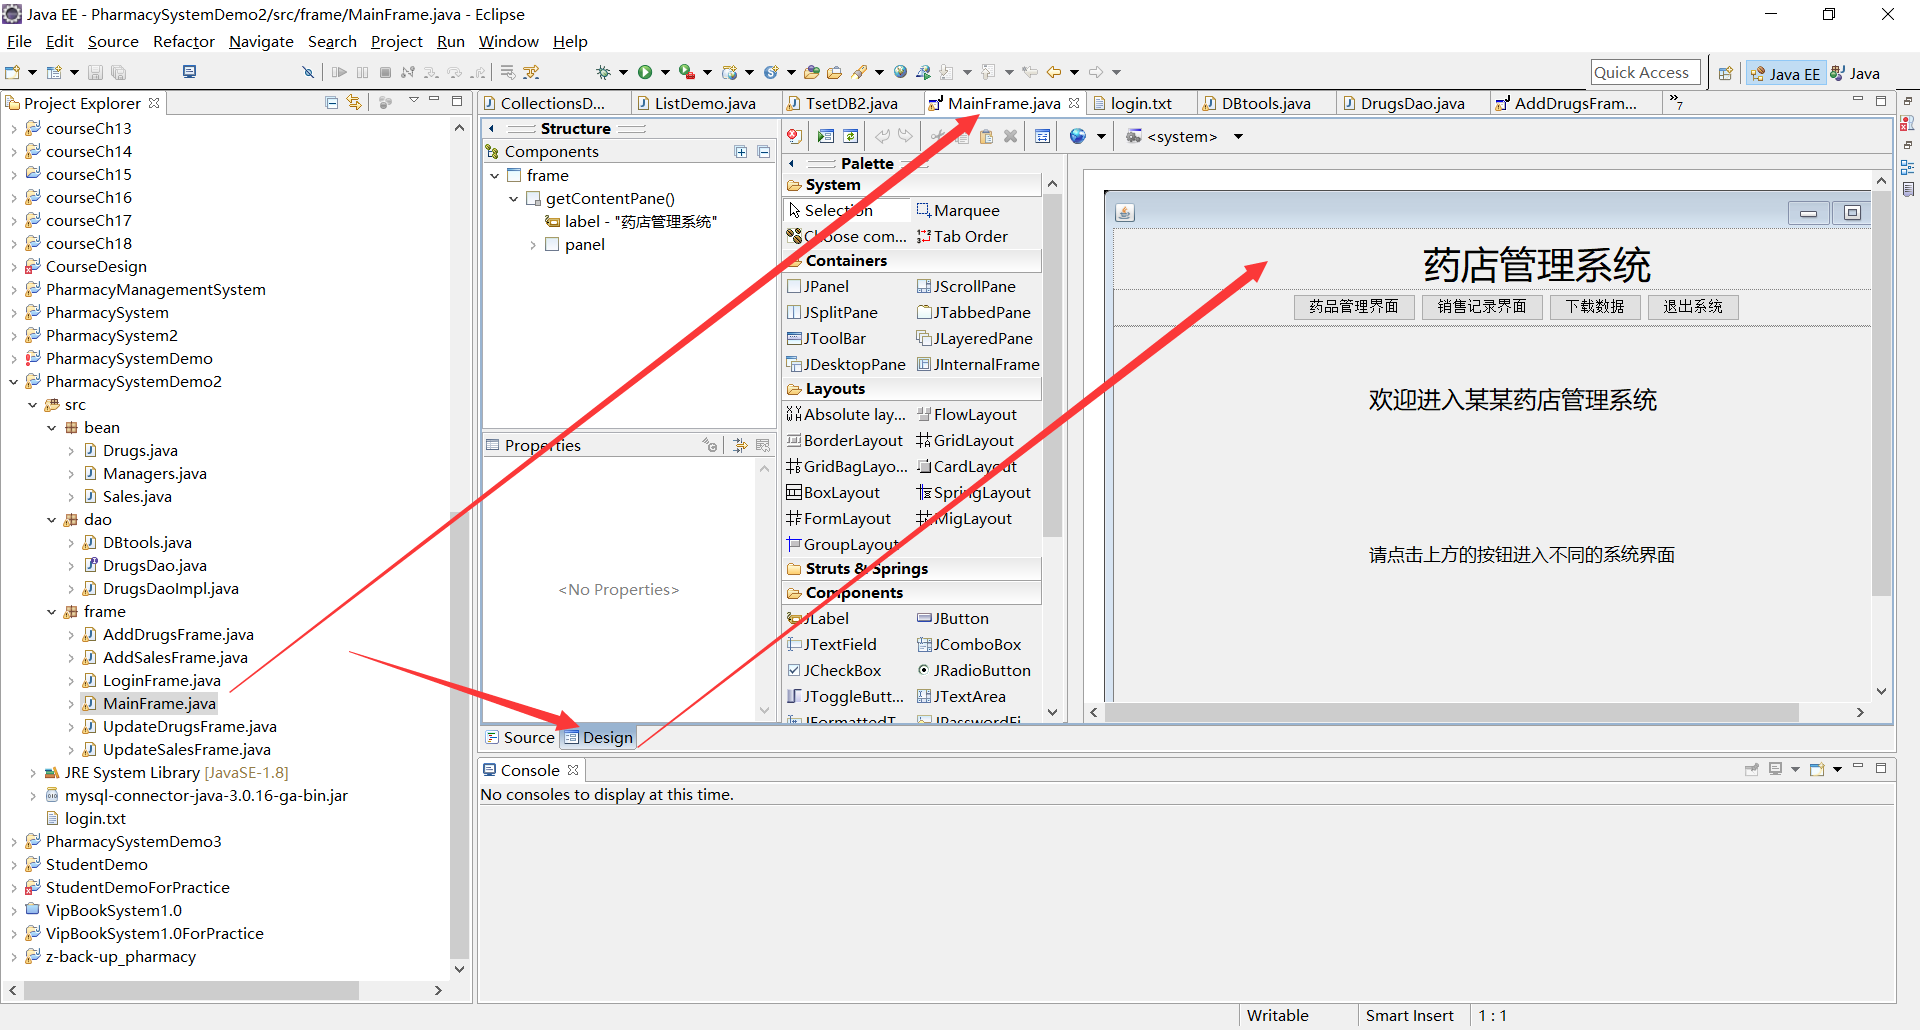 Java EE - PharmacySystemDemo2/src/frame/MainFrame.java - Eclipse
File Edit Source Refactor Navigate Search Project Run Window Help
Quick Access Java EE Java
Project Explorer
courseCh13
courseCh14
courseCh15
courseCh16
courseCh17
courseCh18
CourseDesign
PharmacyManagementSystem
PharmacySystem
PharmacySystem2
PharmacySystemDemo
PharmacySystemDemo2
src
bean
Drugs.java
Managers.java
Sales.java
dao
DBtools.java
DrugsDao.java
DrugsDaoImpl.java
frame
AddDrugsFrame.java
AddSalesFrame.java
LoginFrame.java
MainFrame.java
UpdateDrugsFrame.java
UpdateSalesFrame.java
JRE System Library [JavaSE-1.8]
mysql-connector-java-3.0.16-ga-bin.jar
login.txt
PharmacySystemDemo3
StudentDemo
StudentDemoForPractice
VipBookSystem1.0
VipBookSystem1.0ForPractice
z-back-up_pharmacy
CollectionsD... ListDemo.java TsetDB2.java MainFrame.java login.txt DBtools.java DrugsDao.java AddDrugsFram... »7
Structure
Components
frame
getContentPane()
label - "药店管理系统"
panel
Properties
<No Properties>
<system>
Palette
System
Selection Marquee
Choose com... Tab Order
Containers
JPanel JScrollPane
JSplitPane JTabbedPane
JToolBar JLayeredPane
JDesktopPane JInternalFrame
Layouts
Absolute lay... FlowLayout
BorderLayout GridLayout
GridBagLayo... CardLayout
BoxLayout SpringLayout
FormLayout MigLayout
GroupLayout
Struts & Springs
Components
JLabel JButton
JTextField JComboBox
JCheckBox JRadioButton
JToggleButt... JTextArea
JFormattedT... JPasswordFi...
药店管理系统
药品管理界面 销售记录界面 下载数据 退出系统
欢迎进入某某药店管理系统
请点击上方的按钮进入不同的系统界面
Source Design
Console
No consoles to display at this time.
Writable Smart Insert 1 : 1